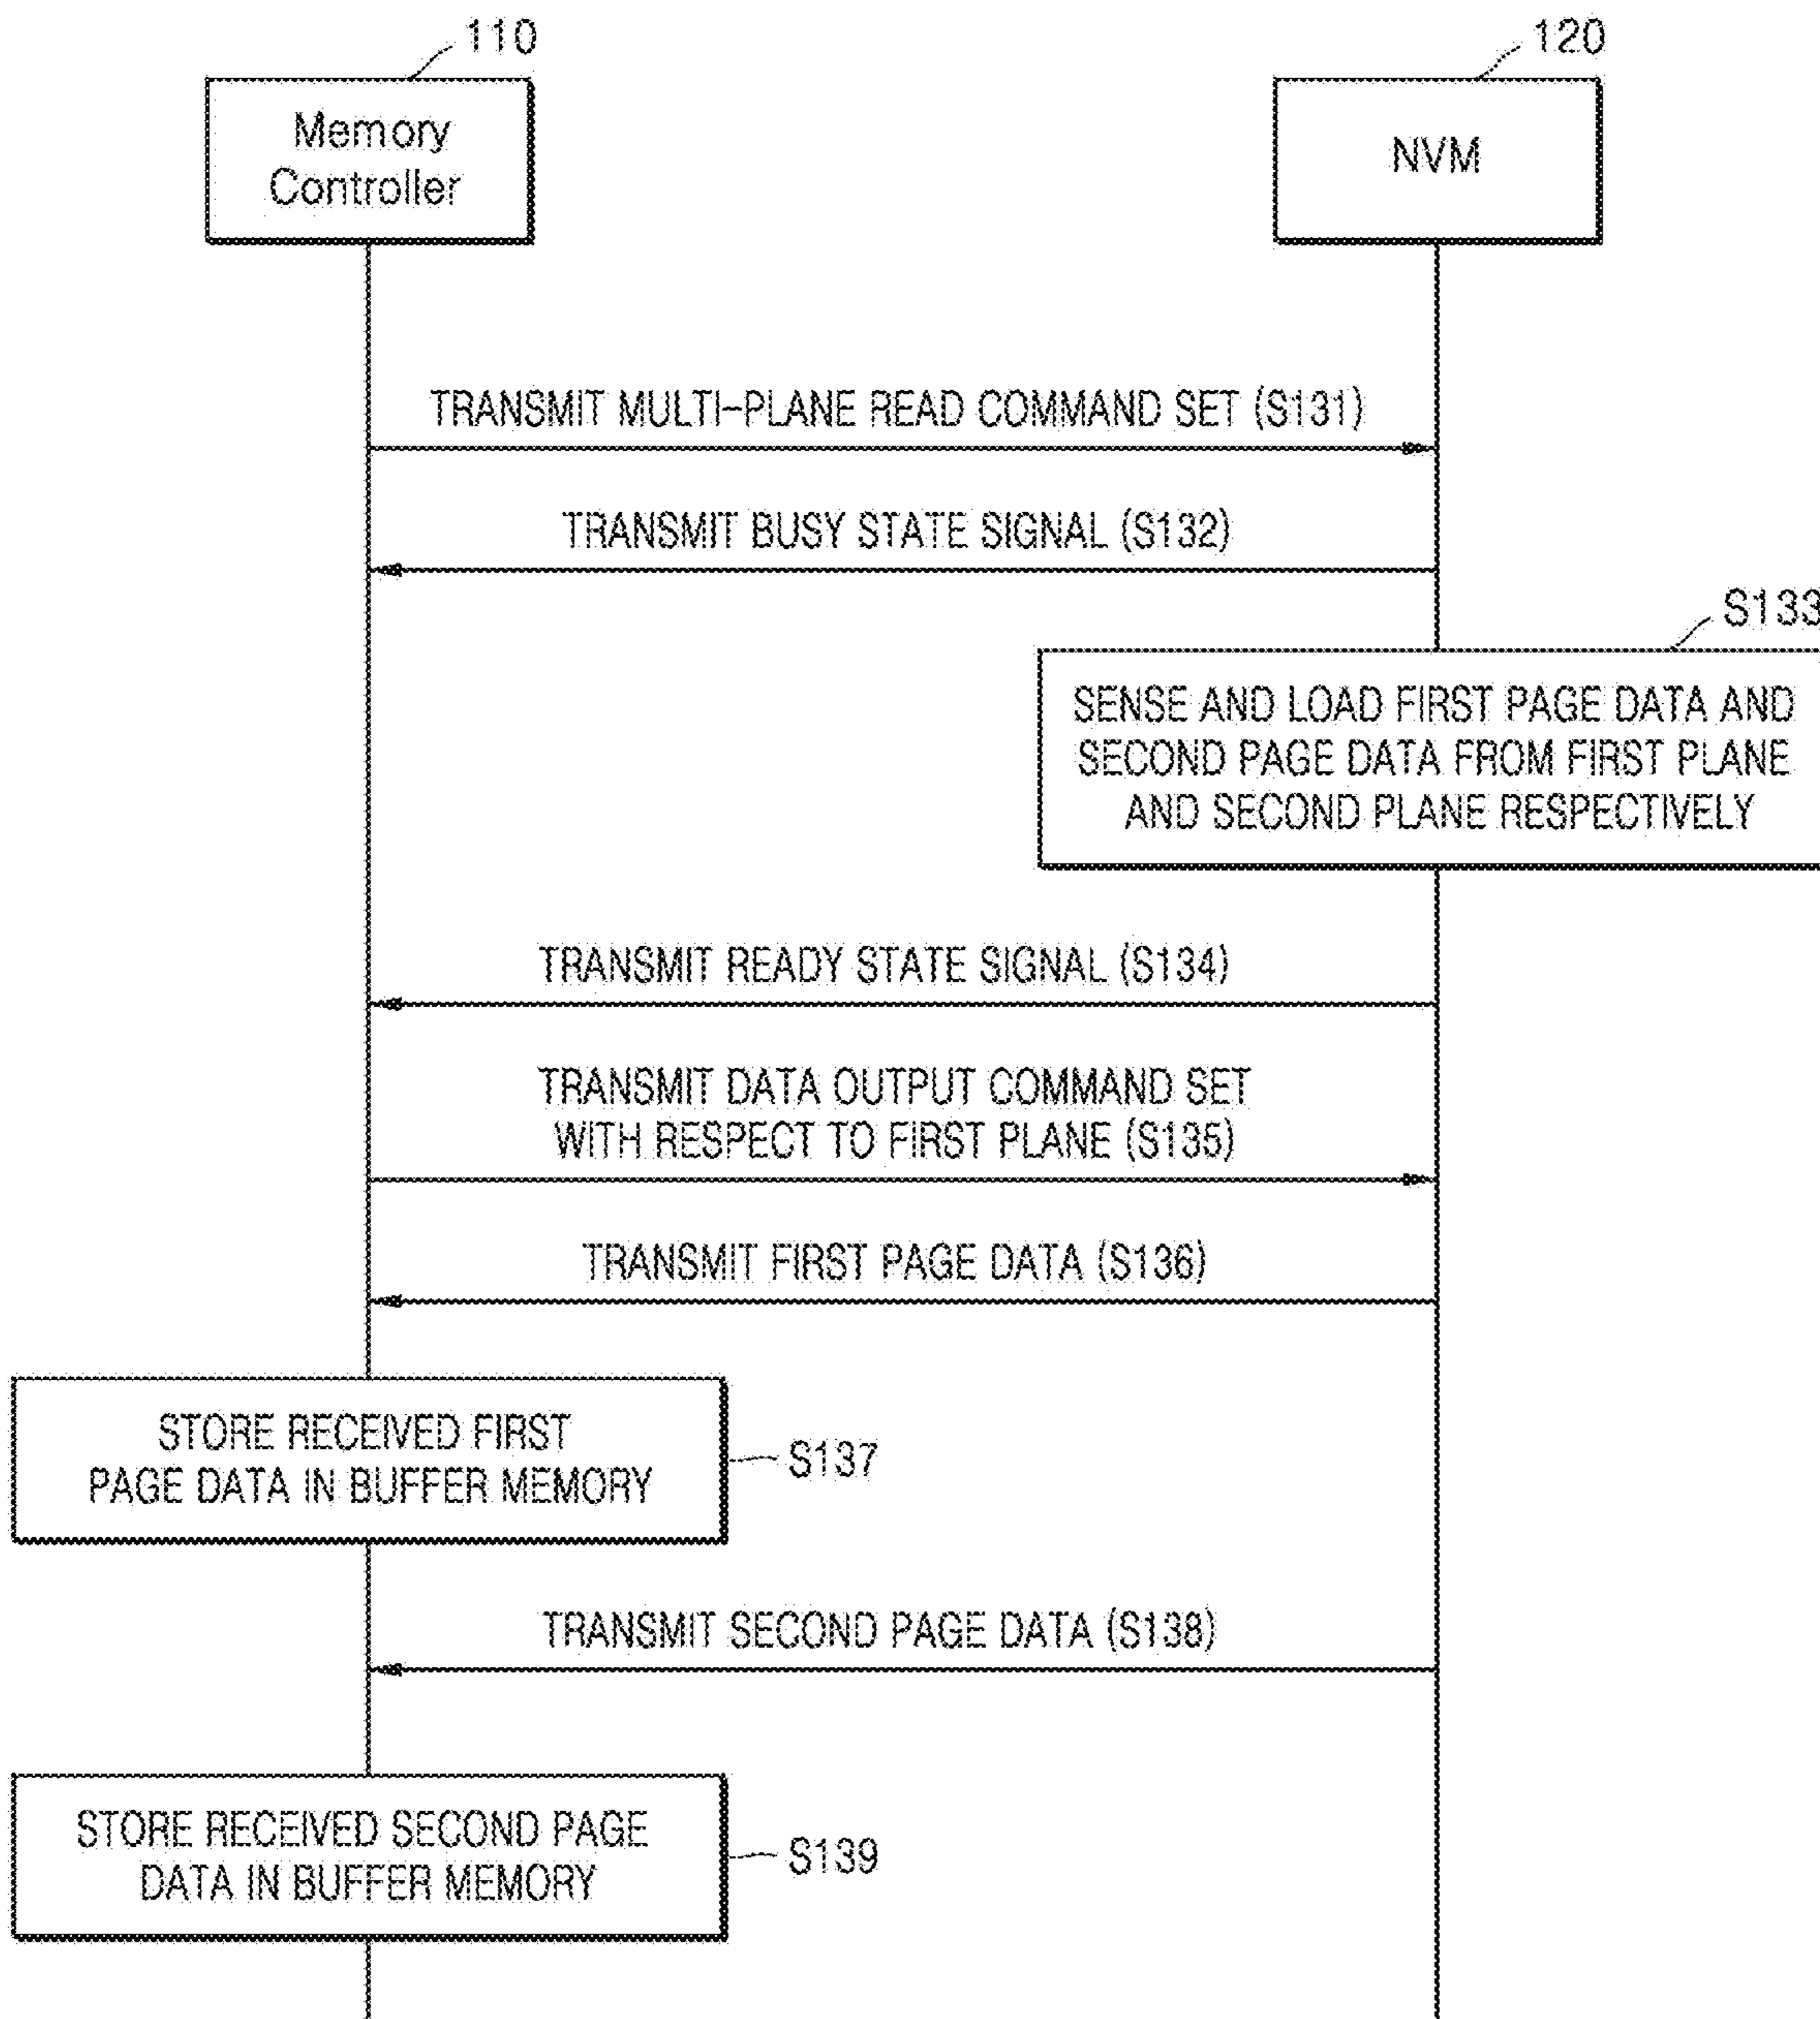 110
120
Memory
Controller
NVM
TRANSMIT MULTI-PLANE READ COMMAND SET (S131)
TRANSMIT BUSY STATE SIGNAL (S132)
S133
SENSE AND LOAD FIRST PAGE DATA AND
SECOND PAGE DATA FROM FIRST PLANE
AND SECOND PLANE RESPECTIVELY
TRANSMIT READY STATE SIGNAL (S134)
TRANSMIT DATA OUTPUT COMMAND SET
WITH RESPECT TO FIRST PLANE (S135)
TRANSMIT FIRST PAGE DATA (S136)
STORE RECEIVED FIRST
PAGE DATA IN BUFFER MEMORY
S137
TRANSMIT SECOND PAGE DATA (S138)
STORE RECEIVED SECOND PAGE
DATA IN BUFFER MEMORY
S139